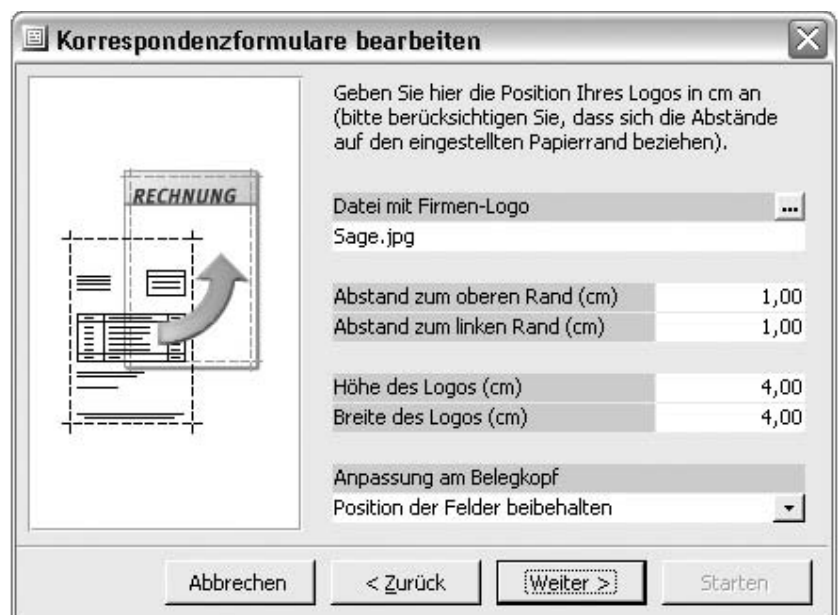 Korrespondenzformulare bearbeiten
Geben Sie hier die Position Ihres Logos in cm an
(bitte berücksichtigen Sie, dass sich die Abstände
auf den eingestellten Papierrand beziehen).
RECHNUNG
Datei mit Firmen-Logo ...
Sage.jpg
Abstand zum oberen Rand (cm) 1,00
Abstand zum linken Rand (cm) 1,00
Höhe des Logos (cm) 4,00
Breite des Logos (cm) 4,00
Anpassung am Belegkopf
Position der Felder beibehalten
Abbrechen < Zurück Weiter > Starten